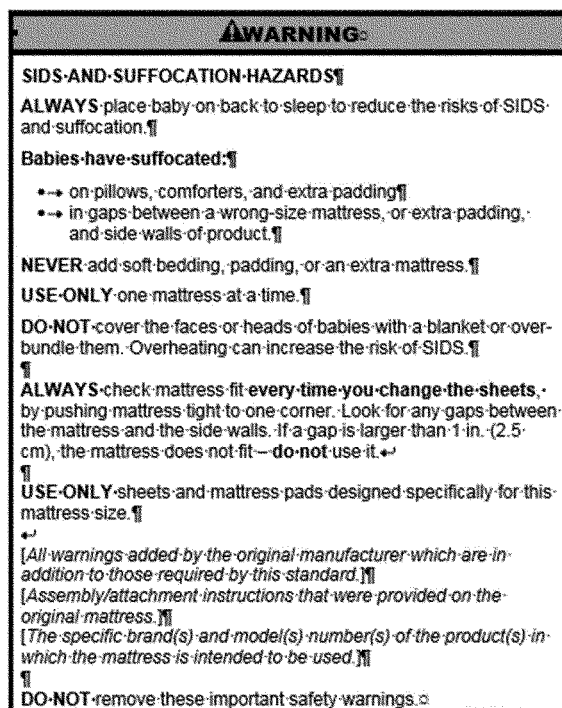 ⚠WARNING¤
SIDS·AND·SUFFOCATION·HAZARDS¶
ALWAYS·place·baby·on·back·to·sleep·to·reduce·the·risks·of·SIDS·
and·suffocation.¶
Babies·have·suffocated:¶
•→on·pillows,·comforters,·and·extra·padding¶
•→in·gaps·between·a·wrong-size·mattress,·or·extra·padding,·
and·side·walls·of·product.¶
NEVER·add·soft·bedding,·padding,·or·an·extra·mattress.¶
USE·ONLY·one·mattress·at·a·time.¶
DO·NOT·cover·the·faces·or·heads·of·babies·with·a·blanket·or·over-
bundle·them.·Overheating·can·increase·the·risk·of·SIDS.¶
¶
ALWAYS·check·mattress·fit·every·time·you·change·the·sheets,·
by·pushing·mattress·tight·to·one·corner.·Look·for·any·gaps·between·
the·mattress·and·the·side·walls.·If·a·gap·is·larger·than·1·in.·(2.5·
cm),·the·mattress·does·not·fit·–·do·not·use·it.↵
¶
USE·ONLY·sheets·and·mattress·pads·designed·specifically·for·this·
mattress·size.¶
↵
[All·warnings·added·by·the·original·manufacturer·which·are·in·
addition·to·those·required·by·this·standard.]¶
[Assembly/attachment·instructions·that·were·provided·on·the·
original·mattress.]¶
[The·specific·brand(s)·and·model(s)·number(s)·of·the·product(s)·in·
which·the·mattress·is·intended·to·be·used.]¶
¶
DO·NOT·remove·these·important·safety·warnings.¤